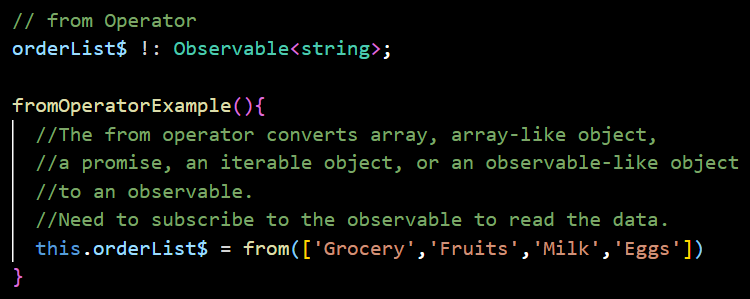 // from Operator
orderList$ !: Observable<string>;
fromOperatorExample(){
//The from operator converts array, array-like object,
//a promise, an iterable object, or an observable-like object
//to an observable.
//Need to subscribe to the observable to read the data.
this.orderList$ = from(['Grocery','Fruits','Milk','Eggs'])
}